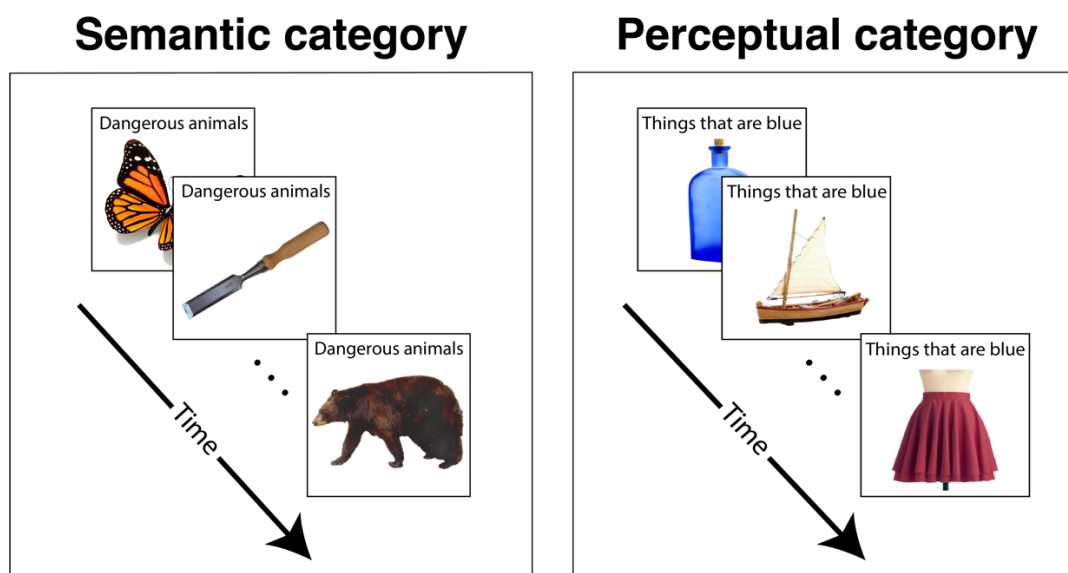 Semantic category
Dangerous animals
Dangerous animals
Dangerous animals
Time
Perceptual category
Things that are blue
Things that are blue
Things that are blue
Time